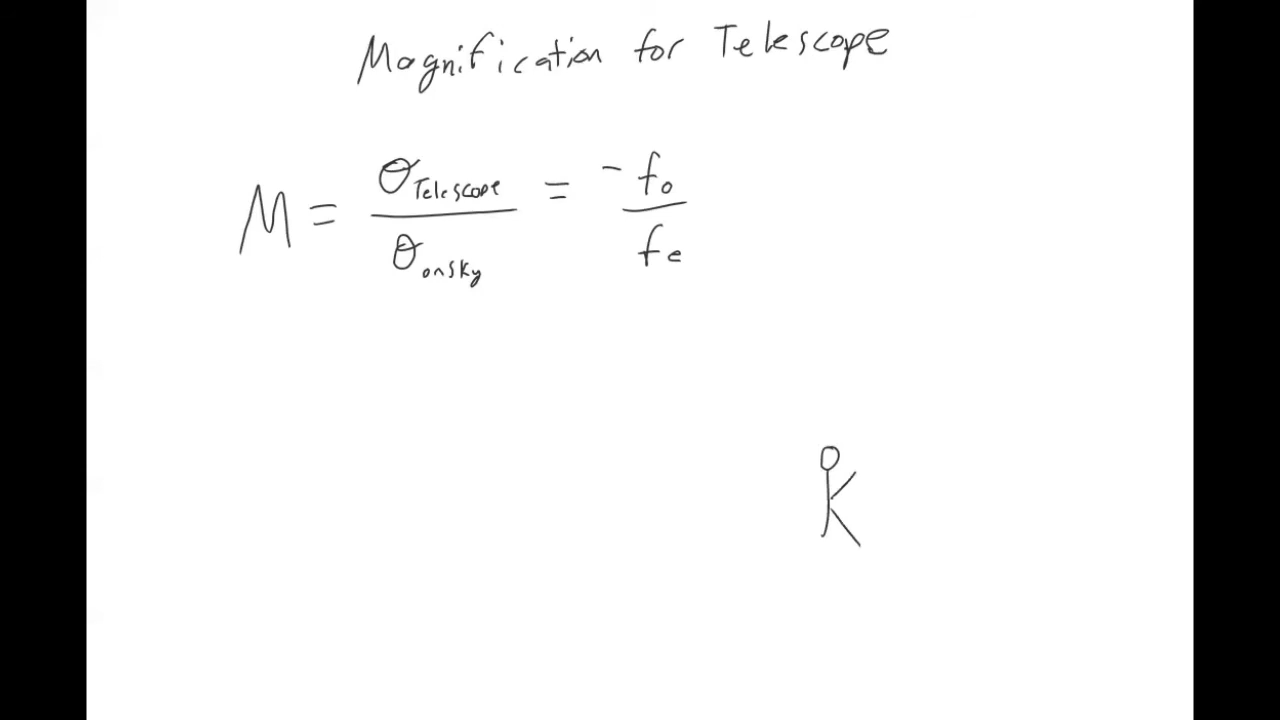 Magnification for Telescope
M = θTelescope / θonsky = -fo / fe